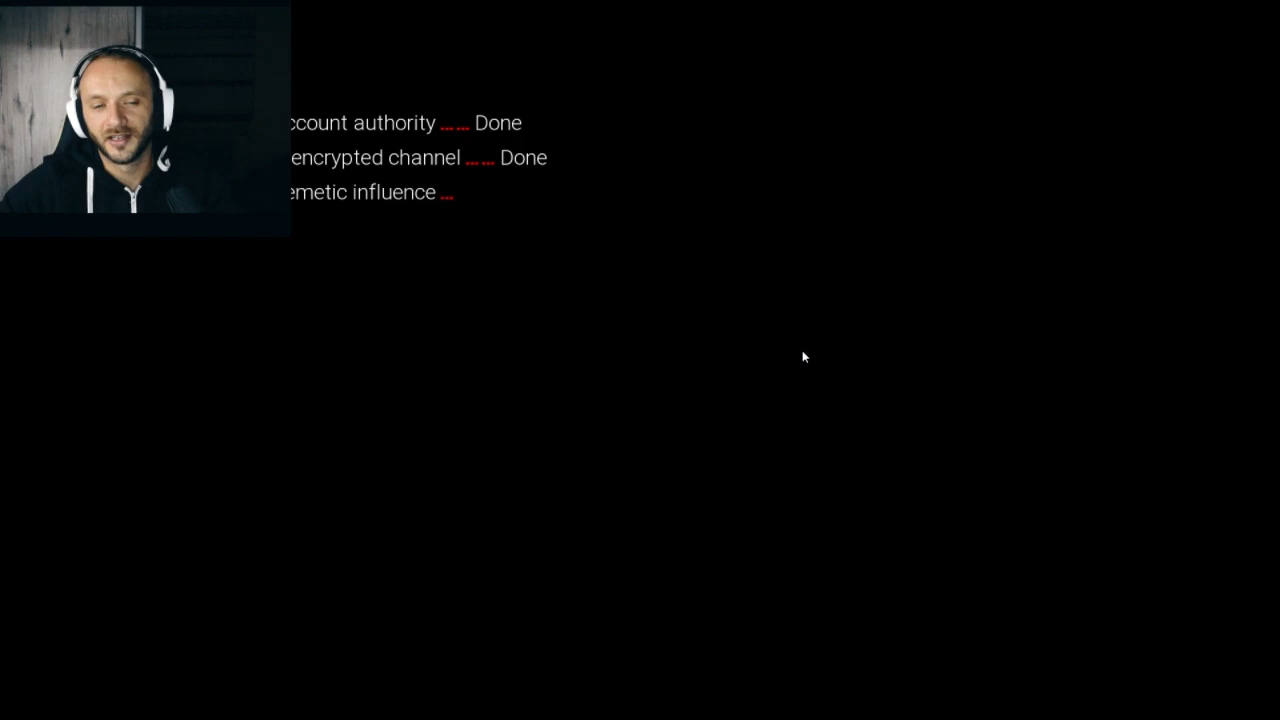 ccount authority ... ... Done
encrypted channel ... ... Done
emetic influence ...